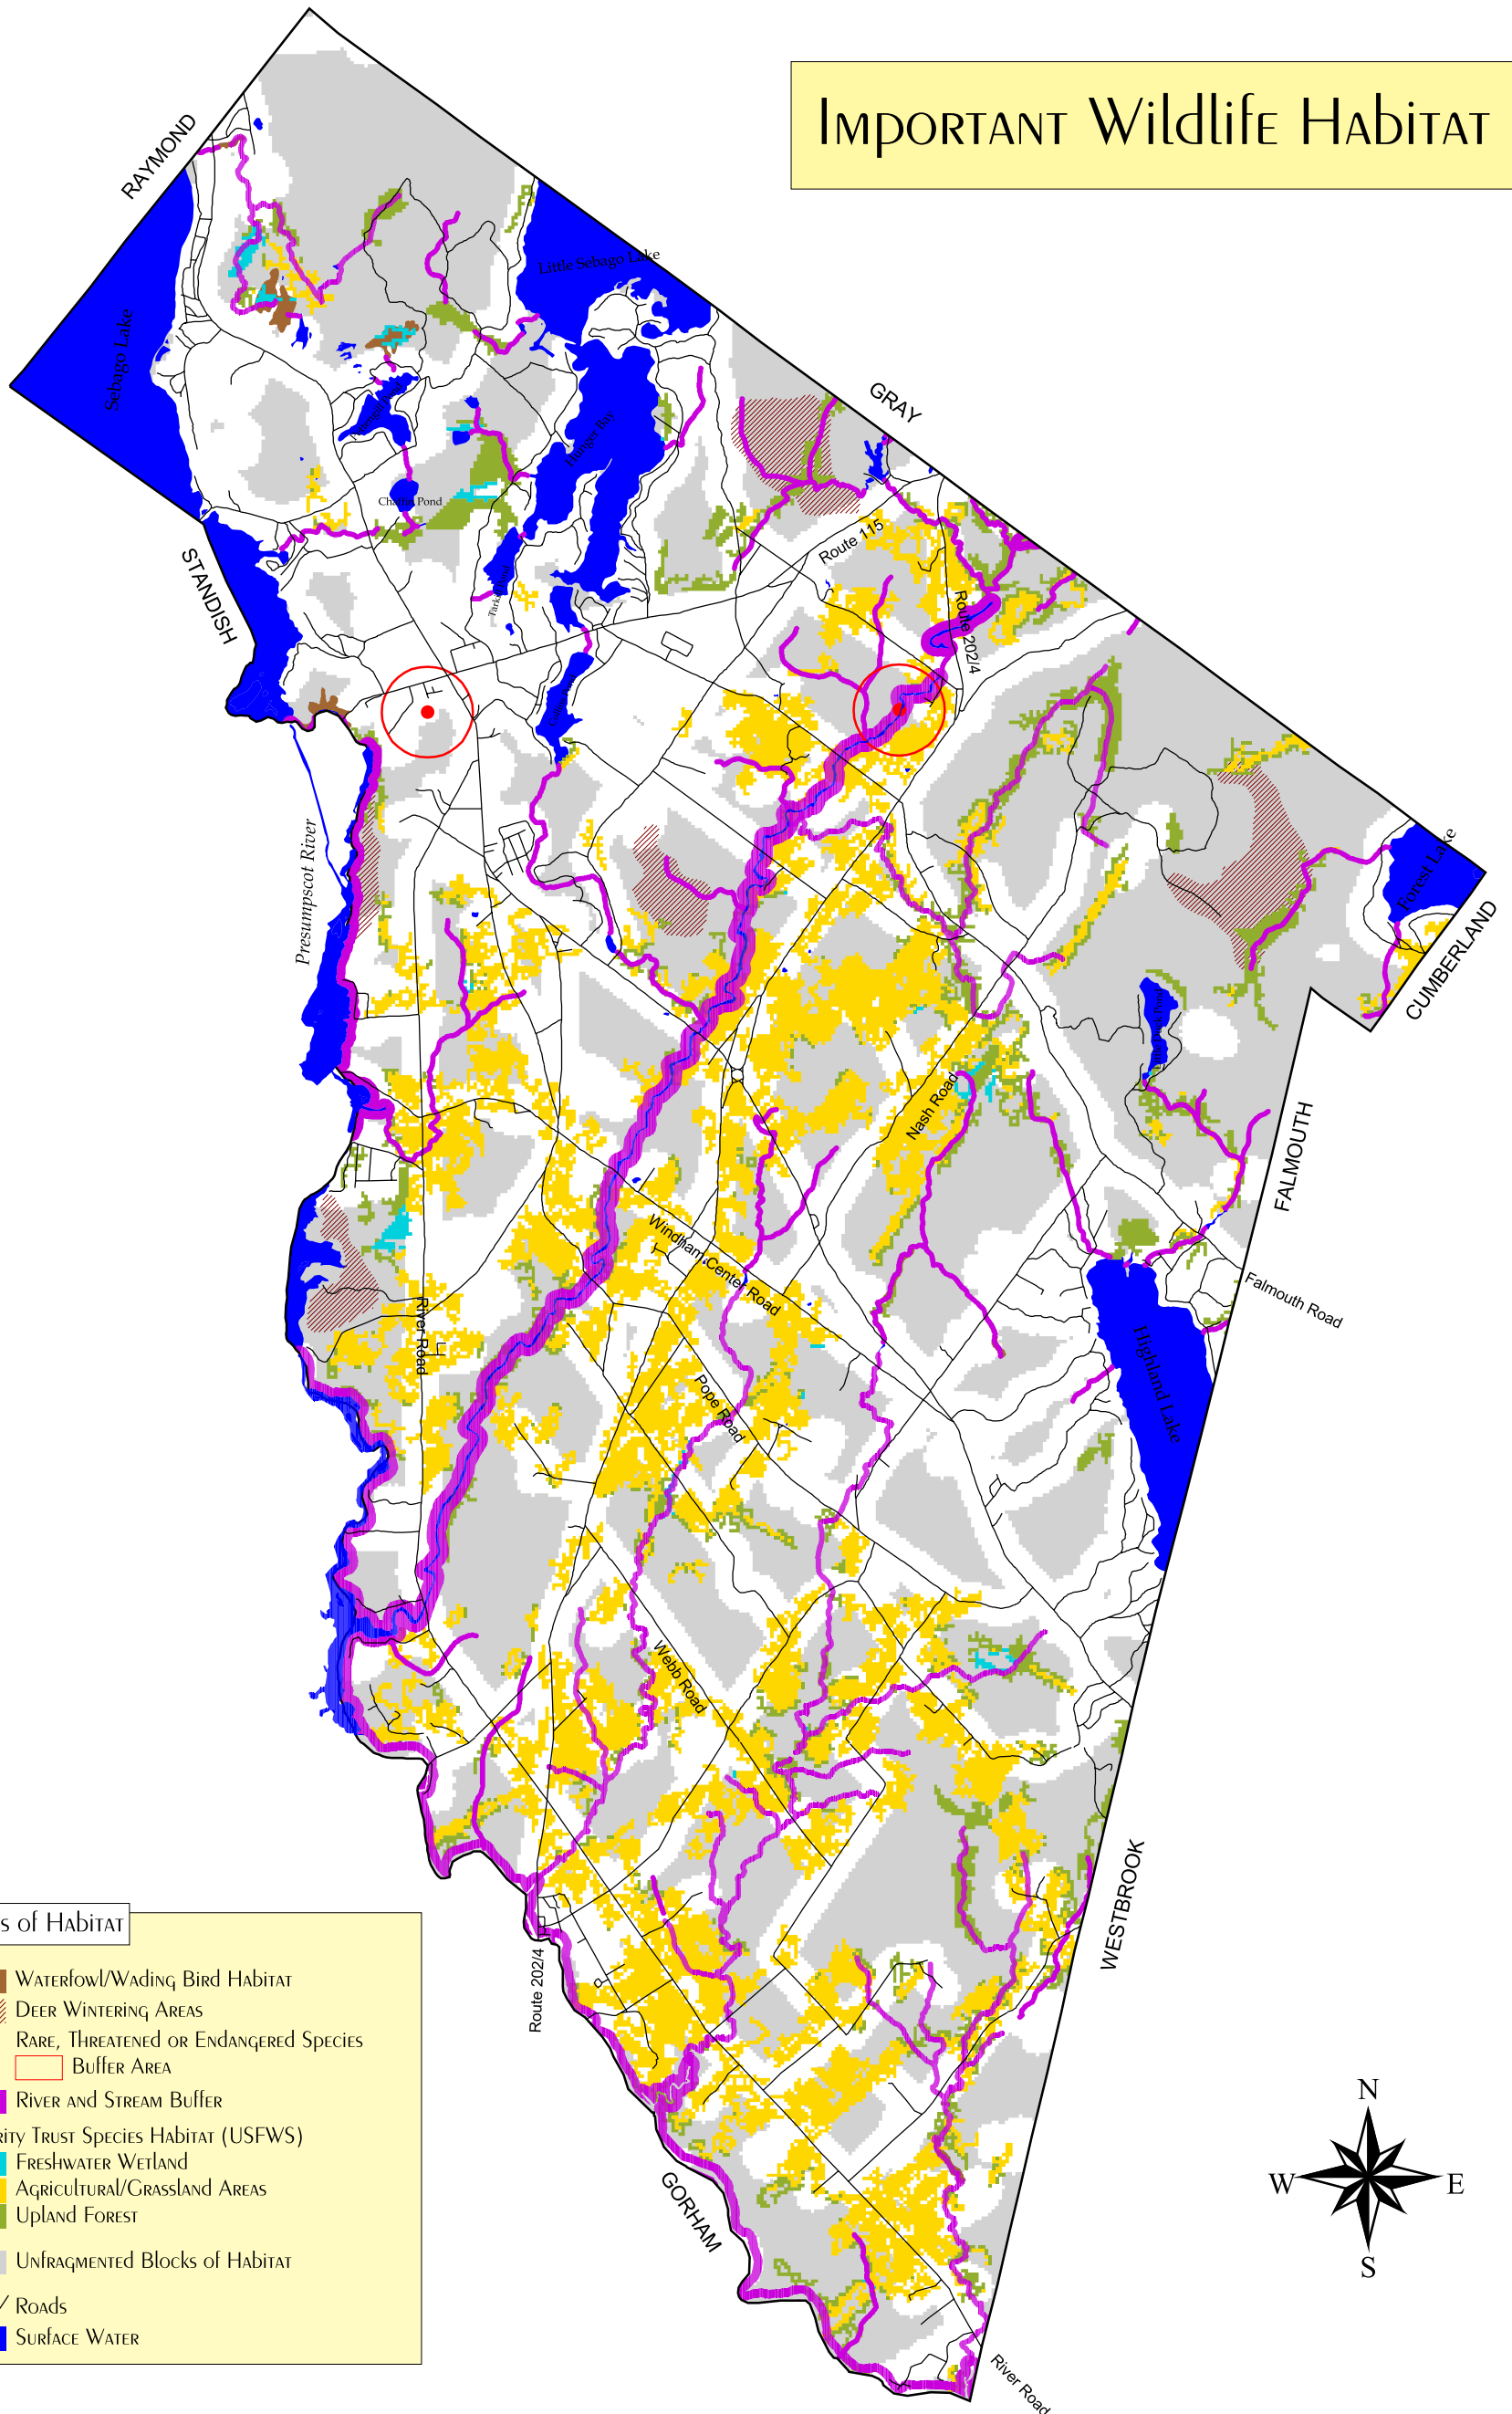 Important Wildlife Habitat
RAYMOND
Little Sebago Lake
Sebago Lake
GRAY
Hunger Bay
Chaffin Pond
Route 115
STANDISH
Route 202/4
Presumpscot River
Forest Lake
CUMBERLAND
Nash Road
FALMOUTH
Windham Center Road
Falmouth Road
River Road
Highland Lake
Pope Road
Webb Road
WESTBROOK
s of Habitat
Waterfowl/Wading Bird Habitat
Deer Wintering Areas
Rare, Threatened or Endangered Species
Buffer Area
River and Stream Buffer
rity Trust Species Habitat (USFWS)
Freshwater Wetland
Agricultural/Grassland Areas
Upland Forest
Unfragmented Blocks of Habitat
Roads
Surface Water
Route 202/4
GORHAM
River Road
N
W
E
S